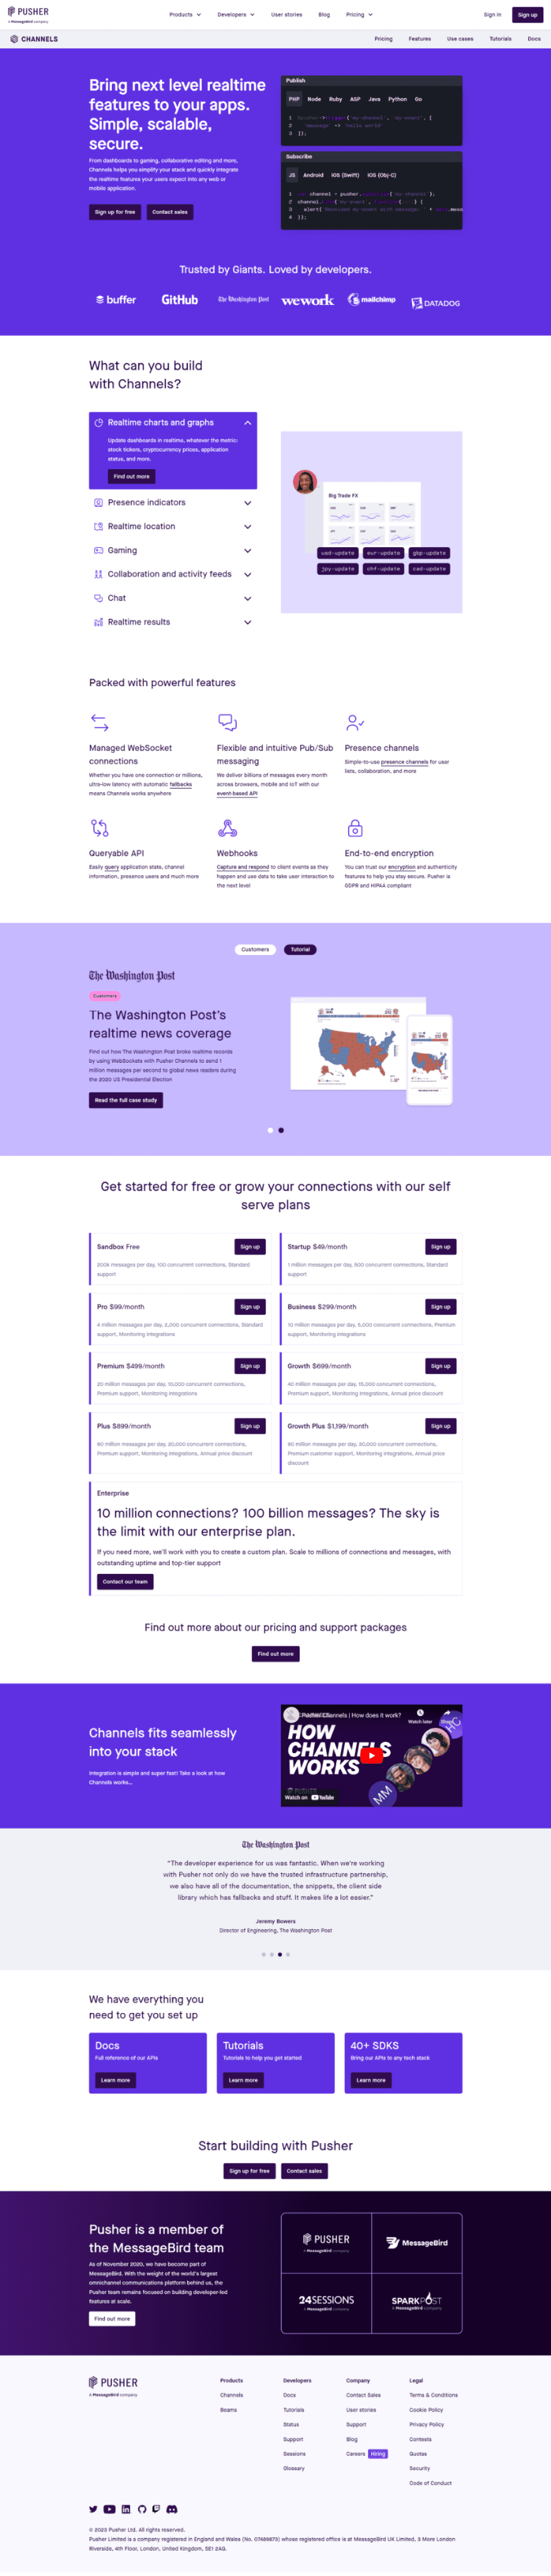 PUSHER
A MessageBird company
Products
Developers
User stories
Blog
Pricing
Sign in
Sign up
CHANNELS
Pricing
Features
Use cases
Tutorials
Docs
Bring next level realtime
features to your apps.
Simple, scalable,
secure.
From dashboards to gaming, collaborative editing and more,
Channels helps you simplify your stack and quickly integrate
the realtime features your users expect into any web or
mobile application.
Sign up for free
Contact sales
Publish
PHP Node Ruby ASP Java Python Go
Subscribe
JS Android iOS (Swift) iOS (Obj-C)
Trusted by Giants. Loved by developers.
buffer
GitHub
The Washington Post
wework
mailchimp
DATADOG
What can you build
with Channels?
Realtime charts and graphs
Update dashboards in realtime, whatever the metric:
stock tickers, cryptocurrency prices, application
status, and more.
Find out more
Presence indicators
Realtime location
Gaming
Collaboration and activity feeds
Chat
Realtime results
Big Trade FX
usd-update eur-update gbp-update
jpy-update chf-update cad-update
Packed with powerful features
Managed WebSocket
connections
Whether you have one connection or millions,
ultra-low latency with automatic fallbacks
means Channels works anywhere
Flexible and intuitive Pub/Sub
messaging
We deliver billions of messages every month
across browsers, mobile and IoT with our
event-based API
Presence channels
Simple-to-use presence channels for user
lists, collaboration, and more
Queryable API
Easily query application state, channel
information, presence users and much more
Webhooks
Capture and respond to client events as they
happen and use data to take user interaction to
the next level
End-to-end encryption
You can trust our encryption and authenticity
features to help you stay secure. Pusher is
GDPR and HIPAA compliant
Customers
Tutorial
The Washington Post
Customers
The Washington Post's
realtime news coverage
Find out how The Washington Post broke realtime records
by using WebSockets with Pusher Channels to send 1
million messages per second to global news readers during
the 2020 US Presidential Election
Read the full case study
Get started for free or grow your connections with our self
serve plans
Sandbox Free
Sign up
200k messages per day, 100 concurrent connections, Standard
support
Startup $49/month
Sign up
1 million messages per day, 500 concurrent connections, Standard
support
Pro $99/month
Sign up
4 million messages per day, 2,000 concurrent connections, Standard
support, Monitoring integrations
Business $299/month
Sign up
10 million messages per day, 5,000 concurrent connections, Premium
support, Monitoring integrations
Premium $499/month
Sign up
20 million messages per day, 10,000 concurrent connections,
Premium support, Monitoring integrations
Growth $699/month
Sign up
40 million messages per day, 15,000 concurrent connections,
Premium support, Monitoring integrations, Annual price discount
Plus $899/month
Sign up
60 million messages per day, 20,000 concurrent connections,
Premium support, Monitoring integrations, Annual price discount
Growth Plus $1,199/month
Sign up
90 million messages per day, 30,000 concurrent connections,
Premium customer support, Monitoring integrations, Annual price
discount
Enterprise
10 million connections? 100 billion messages? The sky is
the limit with our enterprise plan.
If you need more, we'll work with you to create a custom plan. Scale to millions of connections and messages, with
outstanding uptime and top-tier support
Contact our team
Find out more about our pricing and support packages
Find out more
Channels fits seamlessly
into your stack
Integration is simple and super fast! Take a look at how
Channels works...
Pusher Channels | How does it work?
Watch later
Share
HOW
CHANNELS
WORKS
HC
MM
PUSHER
Watch on YouTube
The Washington Post
"The developer experience for us was fantastic. When we're working
with Pusher not only do we have the trusted infrastructure partnership,
we also have all of the documentation, the snippets, the client side
library which has fallbacks and stuff. It makes life a lot easier."
Jeremy Bowers
Director of Engineering, The Washington Post
We have everything you
need to get you set up
Docs
Full reference of our APIs
Learn more
Tutorials
Tutorials to help you get started
Learn more
40+ SDKS
Bring our APIs to any tech stack
Learn more
Start building with Pusher
Sign up for free
Contact sales
Pusher is a member of
the MessageBird team
As of November 2020, we have become part of
MessageBird. With the weight of the world's largest
omnichannel communications platform behind us, the
Pusher team remains focused on building developer-led
features at scale.
Find out more
PUSHER
A MessageBird company
MessageBird
24SESSIONS
A MessageBird company
SPARKPOST
A MessageBird company
PUSHER
A MessageBird company
Products
Channels
Beams
Developers
Docs
Tutorials
Status
Support
Sessions
Glossary
Company
Contact Sales
User stories
Support
Blog
Careers Hiring
Legal
Terms & Conditions
Cookie Policy
Privacy Policy
Contests
Quotas
Security
Code of Conduct
© 2023 Pusher Ltd. All rights reserved.
Pusher Limited is a company registered in England and Wales (No. 07489873) whose registered office is at MessageBird UK Limited, 3 More London
Riverside, 4th Floor, London, United Kingdom, SE1 2AQ.